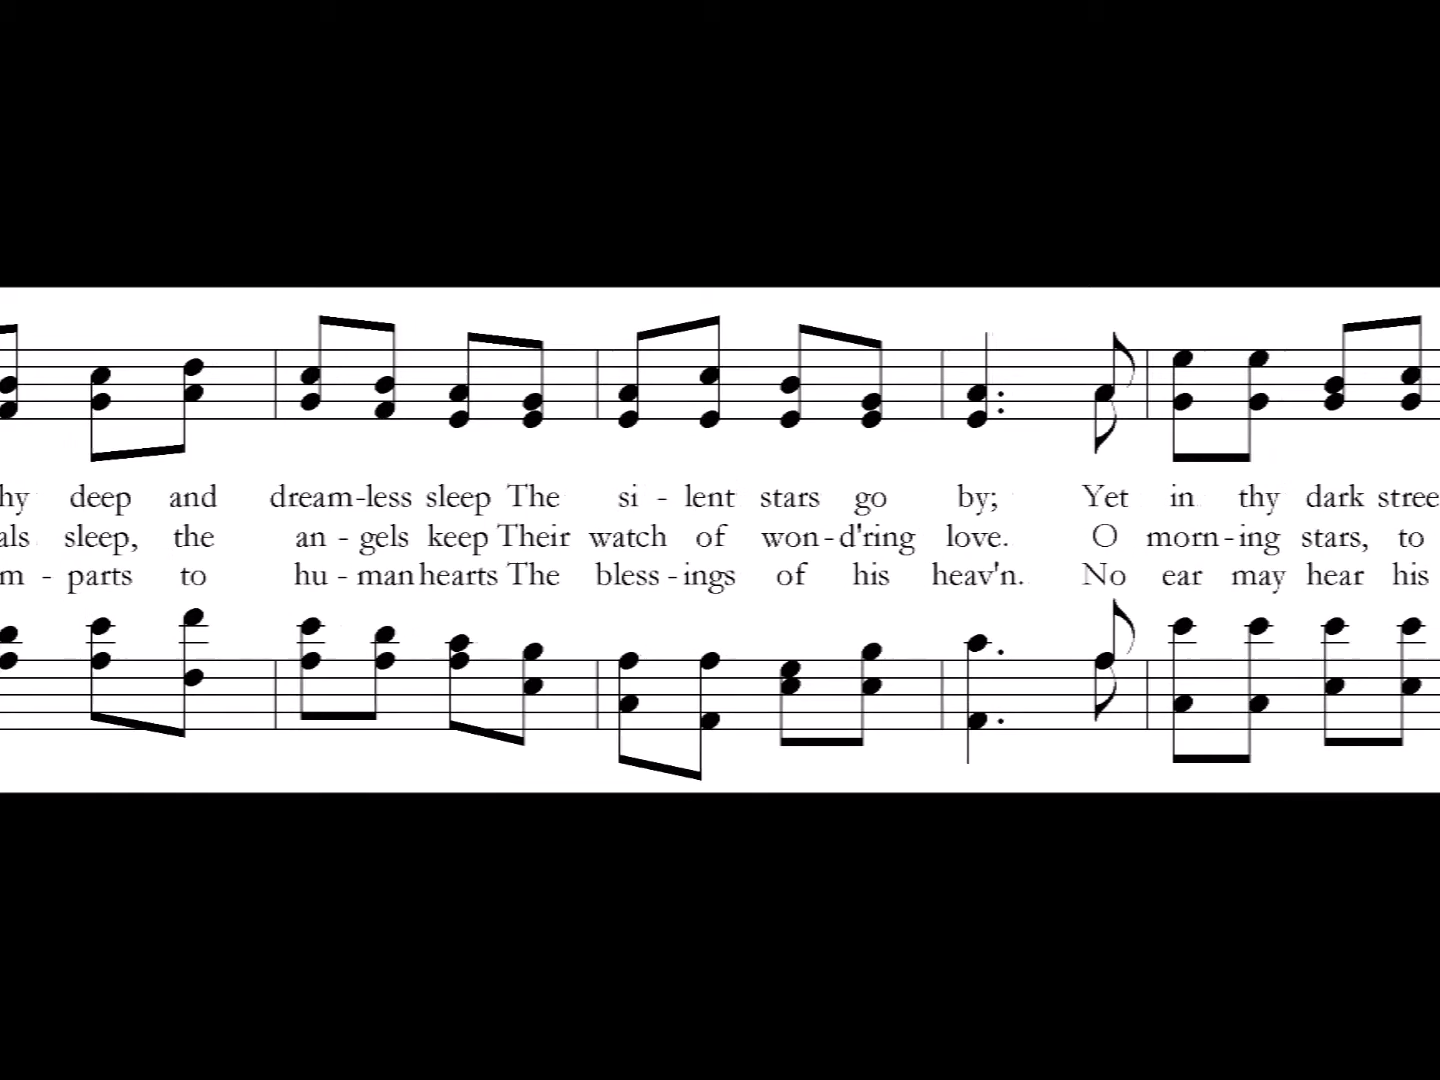 hy deep and dream-less sleep The si - lent stars go by; Yet in thy dark stree
als sleep, the an - gels keep Their watch of won-d'ring love. O morn-ing stars, to
m - parts to hu - man hearts The bless - ings of his heav'n. No ear may hear his